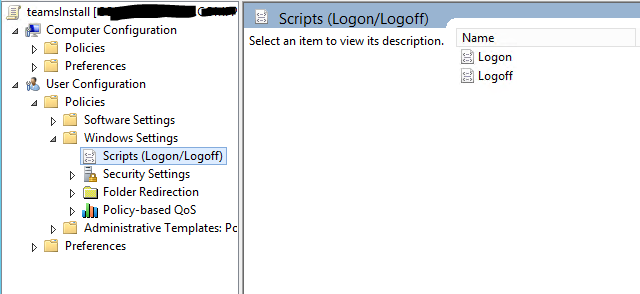 teamsInstall [
Computer Configuration
Policies
Preferences
User Configuration
Policies
Software Settings
Windows Settings
Scripts (Logon/Logoff)
Security Settings
Folder Redirection
Policy-based QoS
Administrative Templates: Po
Preferences
Scripts (Logon/Logoff)
Select an item to view its description.
Name
Logon
Logoff